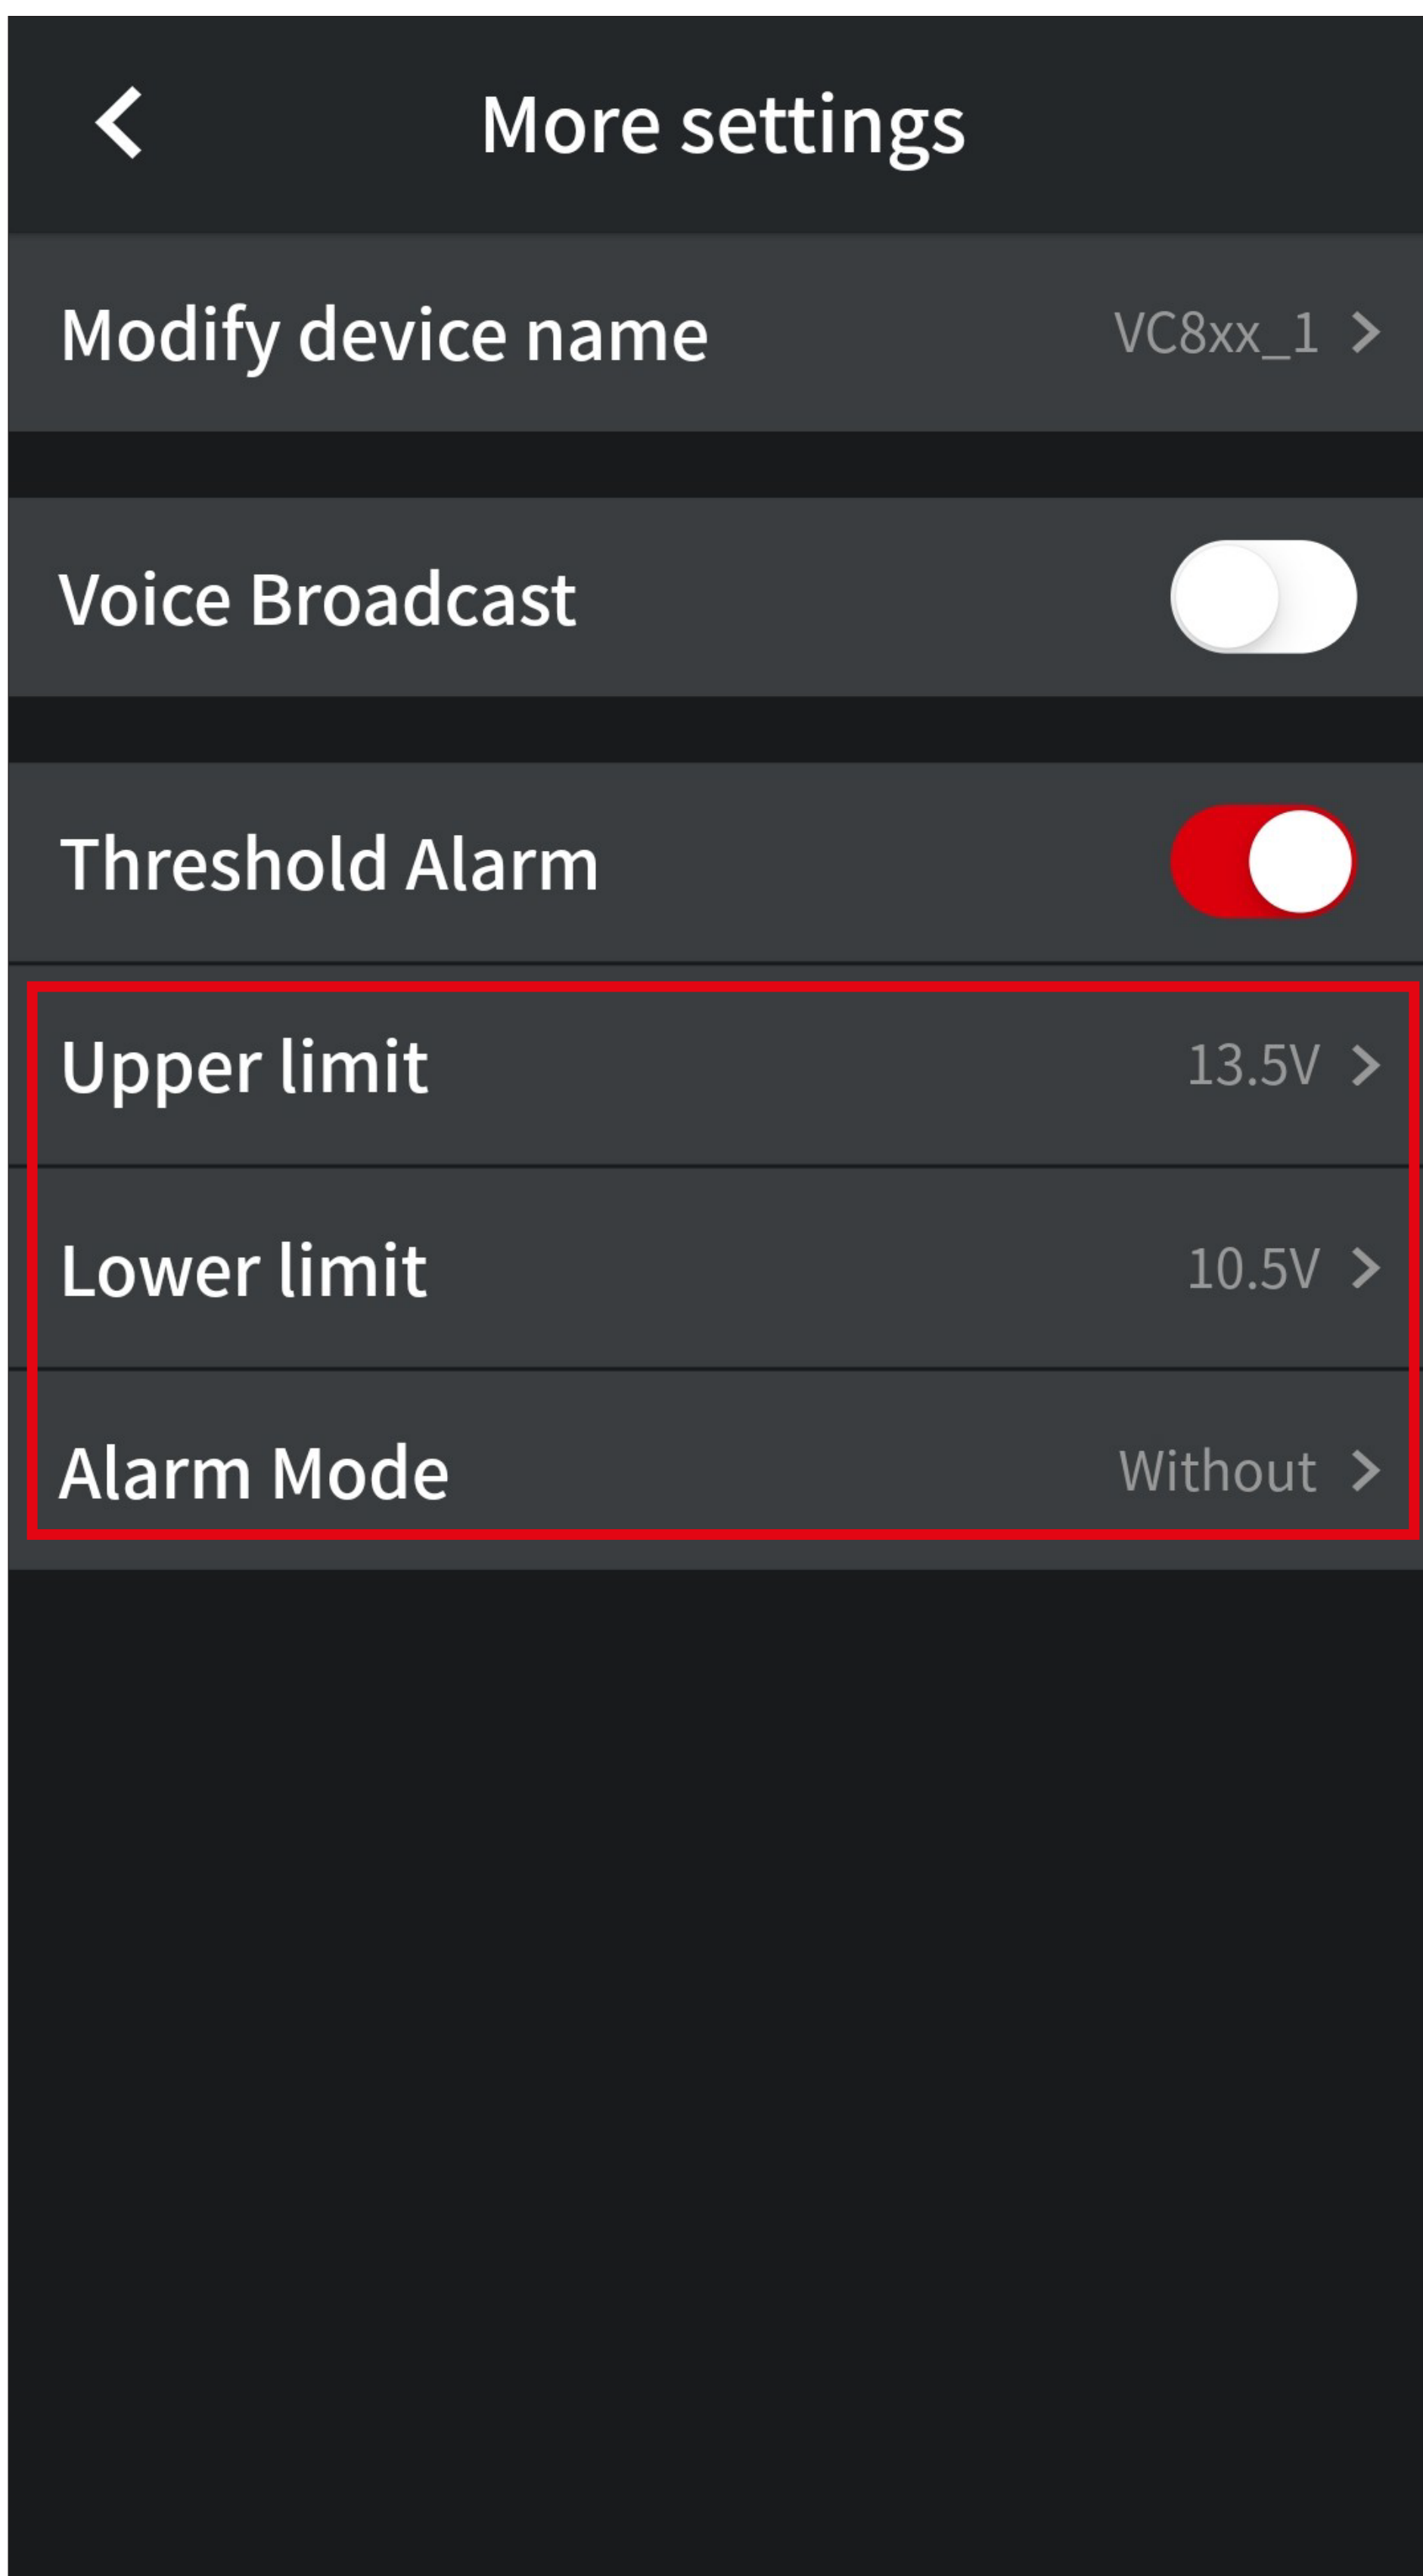 More settings
Modify device name VC8xx_1
Voice Broadcast
Threshold Alarm
Upper limit 13.5V
Lower limit 10.5V
Alarm Mode Without